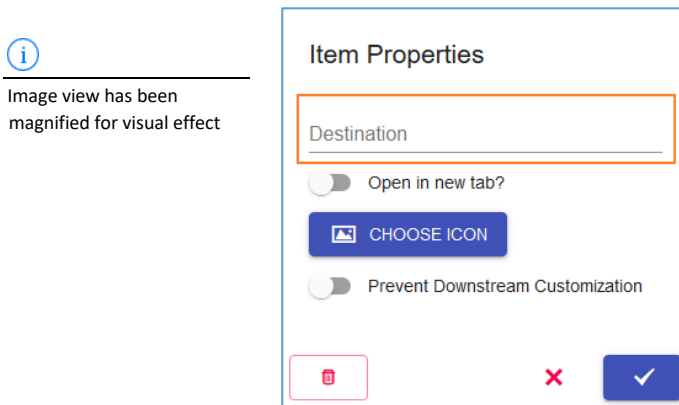 i
Image view has been
magnified for visual effect
Item Properties
Destination
Open in new tab?
CHOOSE ICON
Prevent Downstream Customization